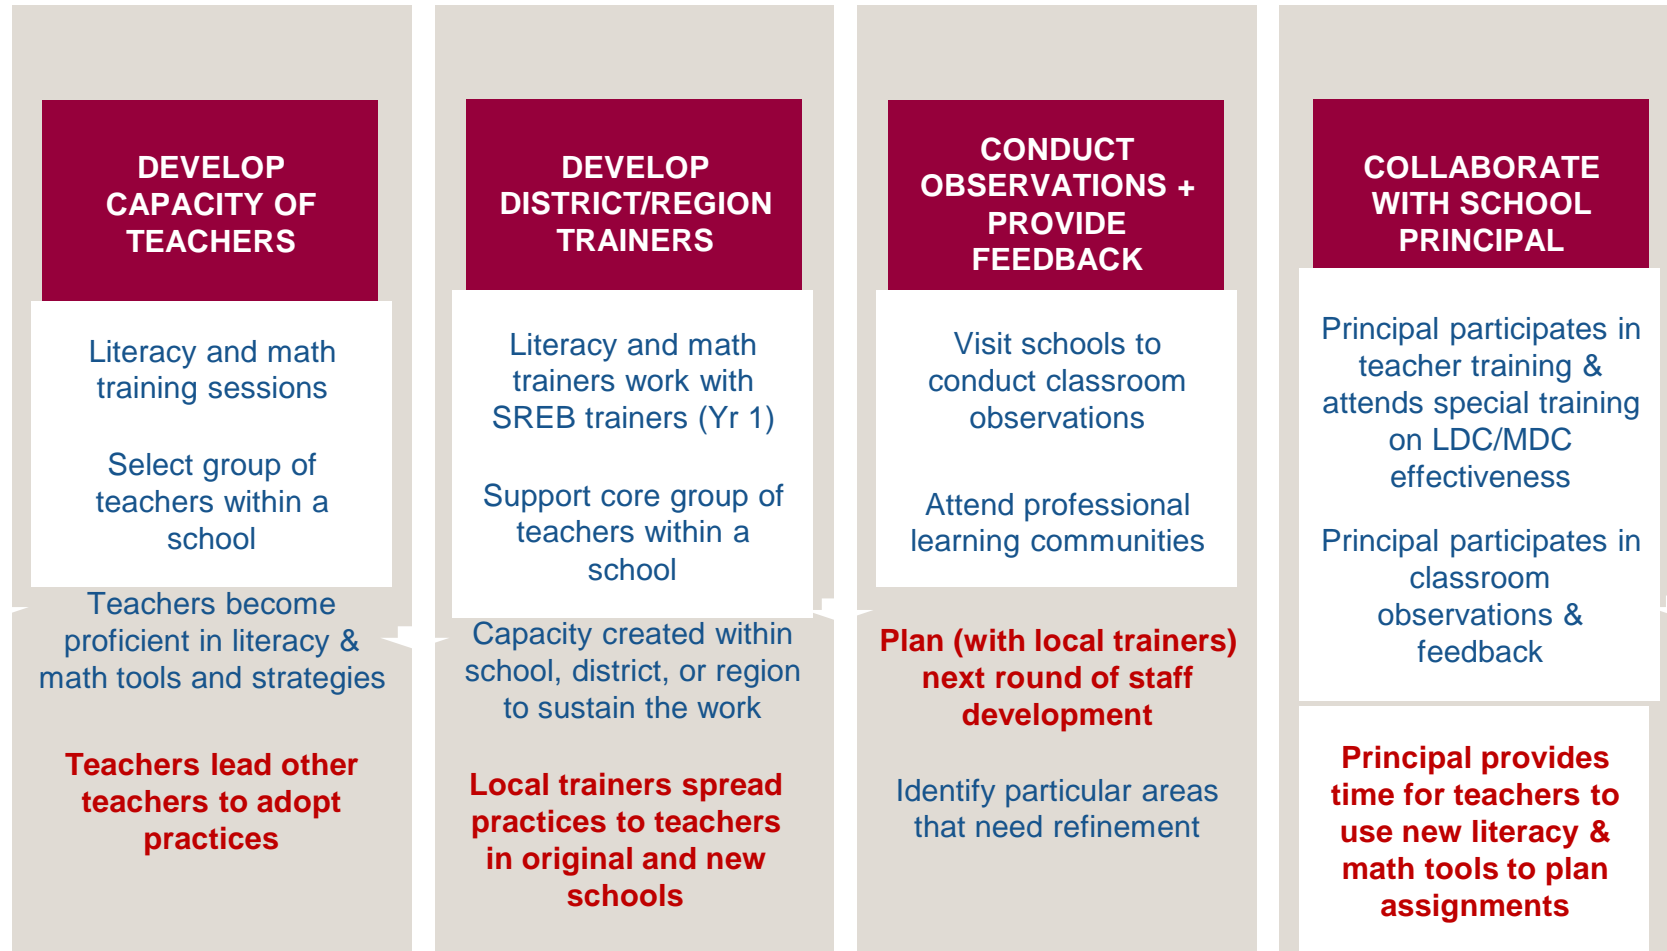 DEVELOP
CAPACITY OF
TEACHERS
Literacy and math
training sessions
Select group of
teachers within a
school
Teachers become
proficient in literacy &
math tools and strategies
Teachers lead other
teachers to adopt
practices
DEVELOP
DISTRICT/REGION
TRAINERS
Literacy and math
trainers work with
SREB trainers (Yr 1)
Support core group of
teachers within a
school
Capacity created within
school, district, or region
to sustain the work
Local trainers spread
practices to teachers
in original and new
schools
CONDUCT
OBSERVATIONS +
PROVIDE
FEEDBACK
Visit schools to
conduct classroom
observations
Attend professional
learning communities
Plan (with local trainers)
next round of staff
development
Identify particular areas
that need refinement
COLLABORATE
WITH SCHOOL
PRINCIPAL
Principal participates in
teacher training &
attends special training
on LDC/MDC
effectiveness
Principal participates in
classroom
observations &
feedback
Principal provides
time for teachers to
use new literacy &
math tools to plan
assignments